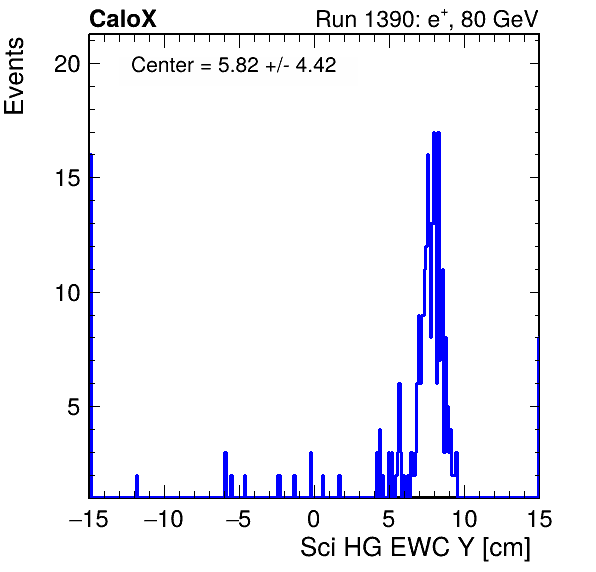 CaloX Run 1390: e⁺, 80 GeV
Events
Center = 5.82 +/- 4.42
20
15
10
5
−15 −10 −5 0 5 10 15
Sci HG EWC Y [cm]